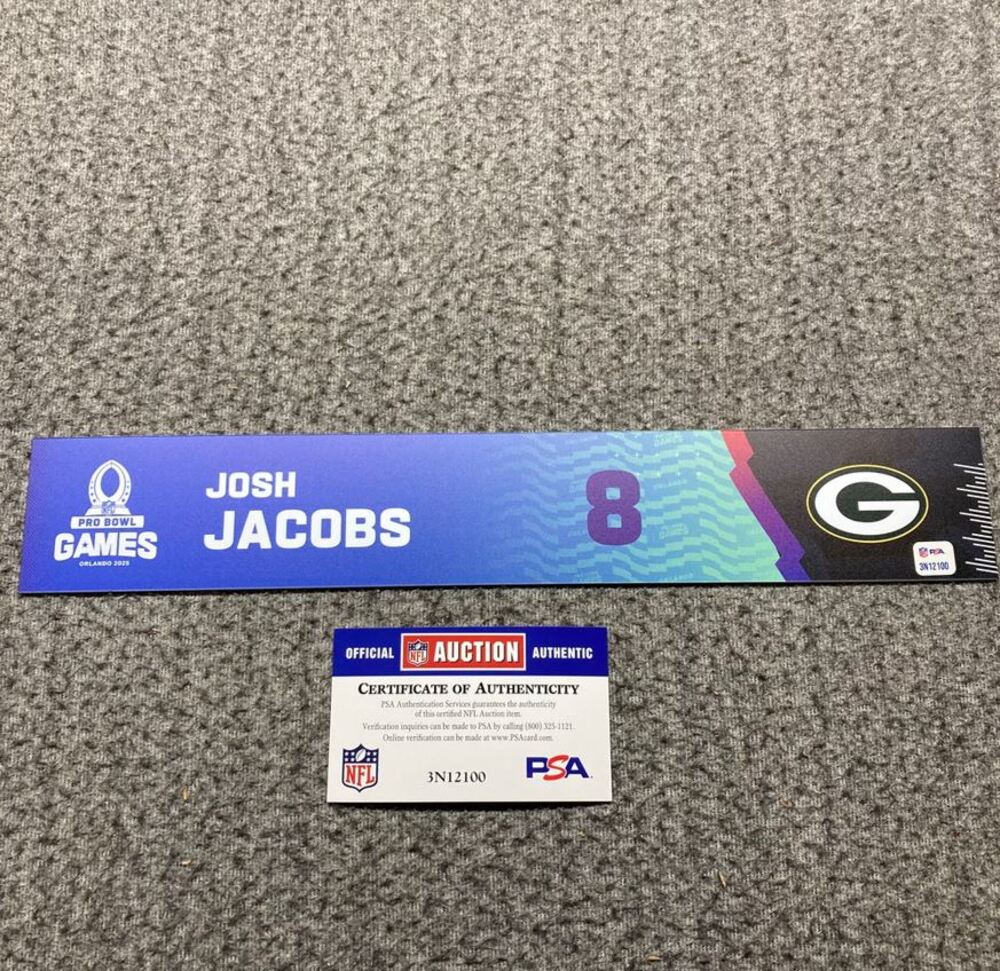 PRO BOWL
GAMES
ORLANDO 2025
JOSH
JACOBS
8
G
PSA
3N12100
OFFICIAL NFL AUCTION AUTHENTIC
CERTIFICATE OF AUTHENTICITY
PSA Authentication Services guarantees the authenticity
of this certified NFL Auction item.
Verification inquiries can be made to PSA by calling (800) 325-1121.
Online verification can be made at www.PSAcard.com.
NFL
3N12100
PSA